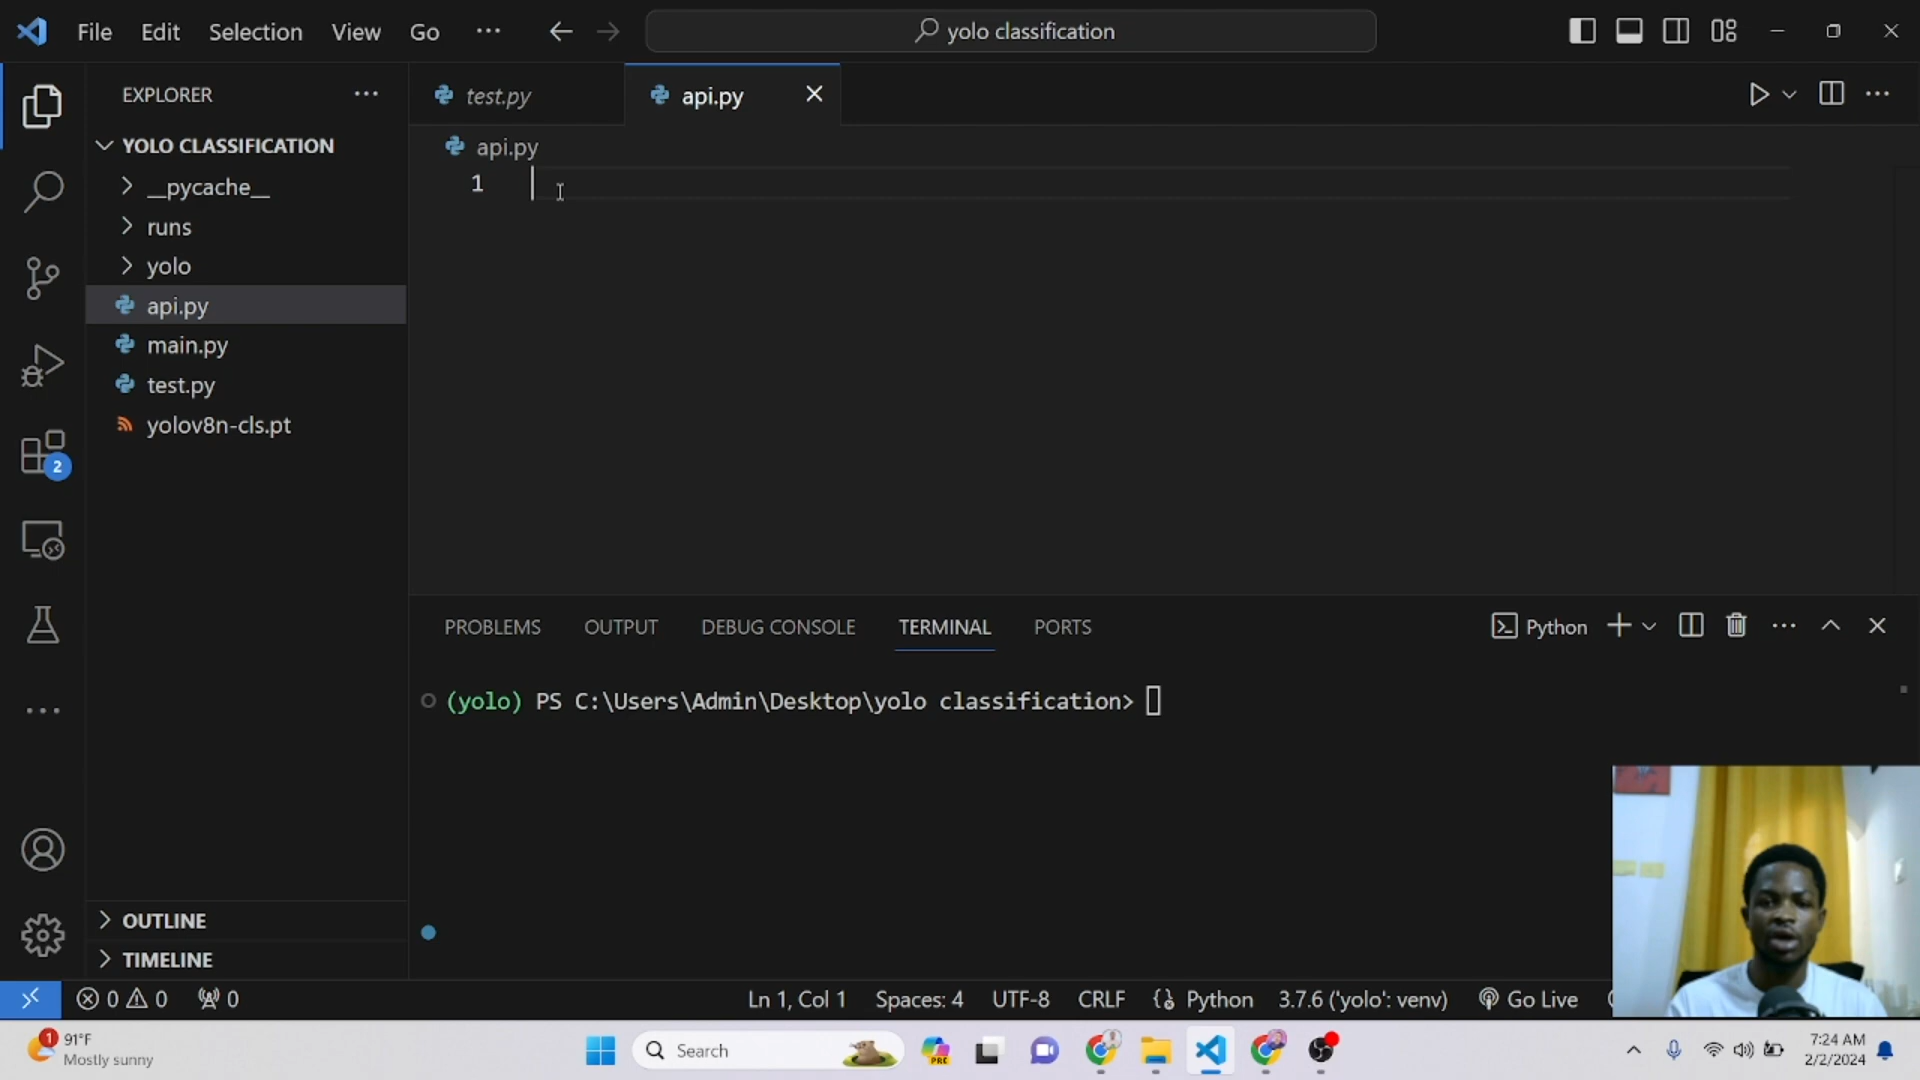 File Edit Selection View Go ··· yolo classification
EXPLORER ···
test.py
api.py
YOLO CLASSIFICATION
api.py
__pycache__
1
runs
yolo
api.py
main.py
test.py
yolov8n-cls.pt
2
PROBLEMS OUTPUT DEBUG CONSOLE TERMINAL PORTS
Python
(yolo) PS C:\Users\Admin\Desktop\yolo classification>
OUTLINE
TIMELINE
0 0 0 Ln 1, Col 1 Spaces: 4 UTF-8 CRLF Python 3.7.6 ('yolo': venv) Go Live
1
91°F
Mostly sunny
Search
PRE
7:24 AM
2/2/2024